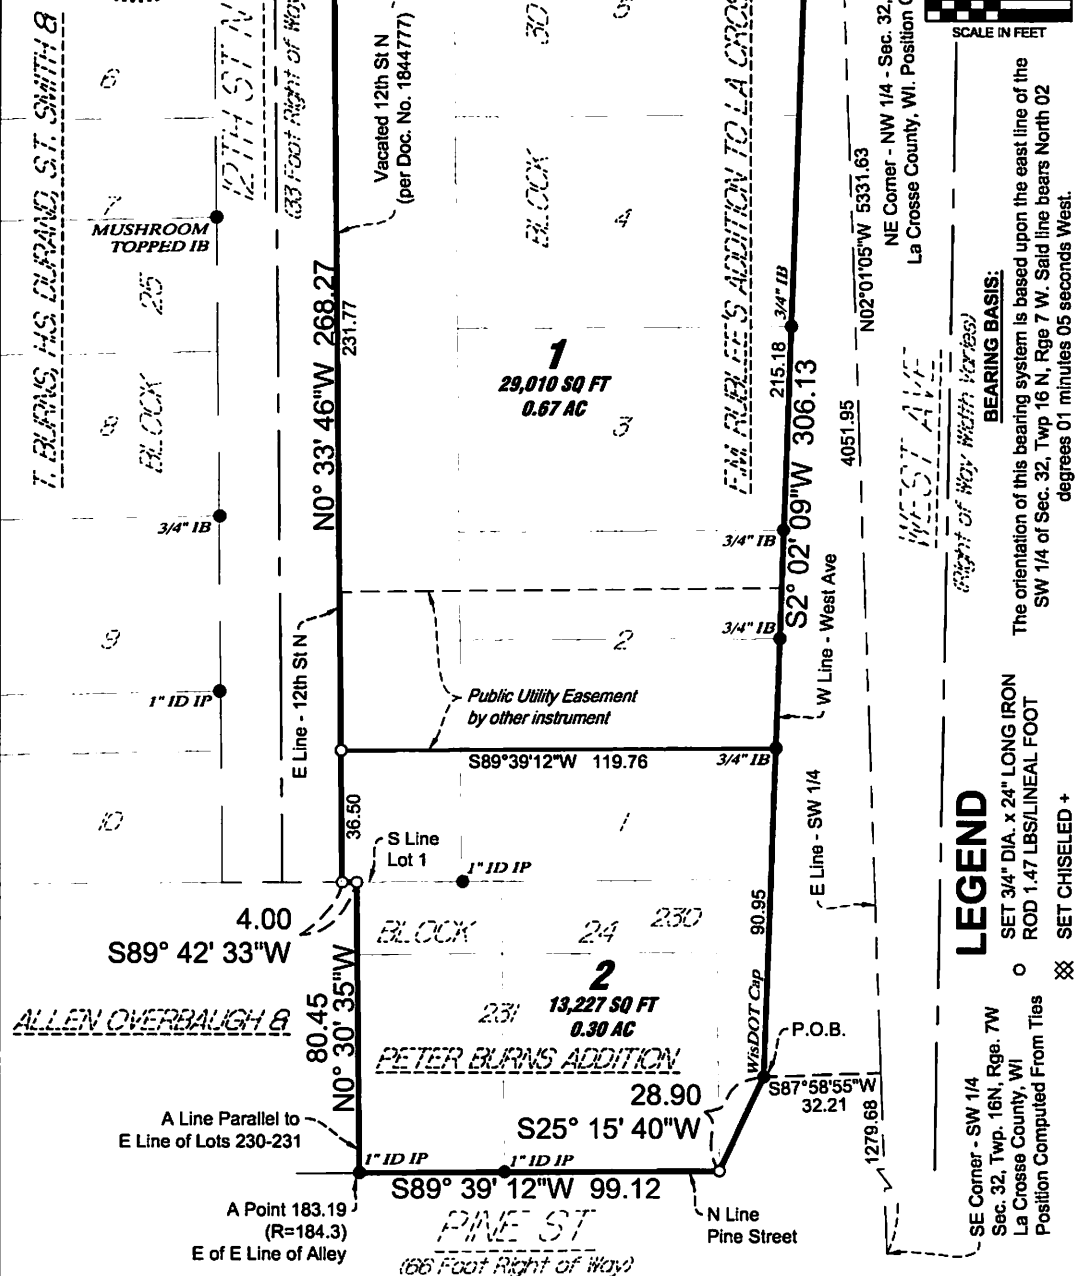 T. BURNS, H.S. DURAND, S.T. SMITH &
6
7
MUSHROOM
TOPPED IB
BLOCK 25
8
3/4" IB
9
1" ID IP
10
12TH ST N
(33 Foot Right of Way
Vacated 12th St N
(per Doc. No. 1844777)
N0° 33' 46"W 268.27
231.77
E Line - 12th St N
BLOCK 30
4
3
2
1
1
29,010 SQ FT
0.67 AC
F.M. RUBLEE'S ADDITION TO LA CROS
3/4" IB
215.18
S2° 02' 09"W 306.13
3/4" IB
3/4" IB
W Line - West Ave
Public Utility Easement
by other instrument
S89°39'12"W 119.76
3/4" IB
36.50
S Line
Lot 1
1" ID IP
4.00
S89° 42' 33"W
BLOCK 24
230
90.95
2
13,227 SQ FT
0.30 AC
231
ALLEN OVERBAUGH &
PETER BURNS ADDITION
80.45
N0° 30' 35"W
WisDOT Cap
P.O.B.
S87°58'55"W
32.21
28.90
S25° 15' 40"W
A Line Parallel to
E Line of Lots 230-231
1" ID IP
1" ID IP
S89° 39' 12"W 99.12
A Point 183.19
(R=184.3)
E of E Line of Alley
PINE ST
(66 Foot Right of Way)
N Line
Pine Street
E Line - SW 1/4
1279.68
4051.95
N02°01'05"W 5331.63
WEST AVE
(Right of Way Width Varies)
NE Corner - NW 1/4 - Sec. 32,
La Crosse County, WI. Position
SCALE IN FEET
BEARING BASIS:
The orientation of this bearing system is based upon the east line of the
SW 1/4 of Sec. 32, Twp 16 N, Rge 7 W. Said line bears North 02
degrees 01 minutes 05 seconds West.
LEGEND
SET 3/4" DIA. x 24" LONG IRON
ROD 1.47 LBS/LINEAL FOOT
SET CHISELED +
SE Corner - SW 1/4
Sec. 32, Twp. 16N, Rge. 7W
La Crosse County, WI
Position Computed From Ties